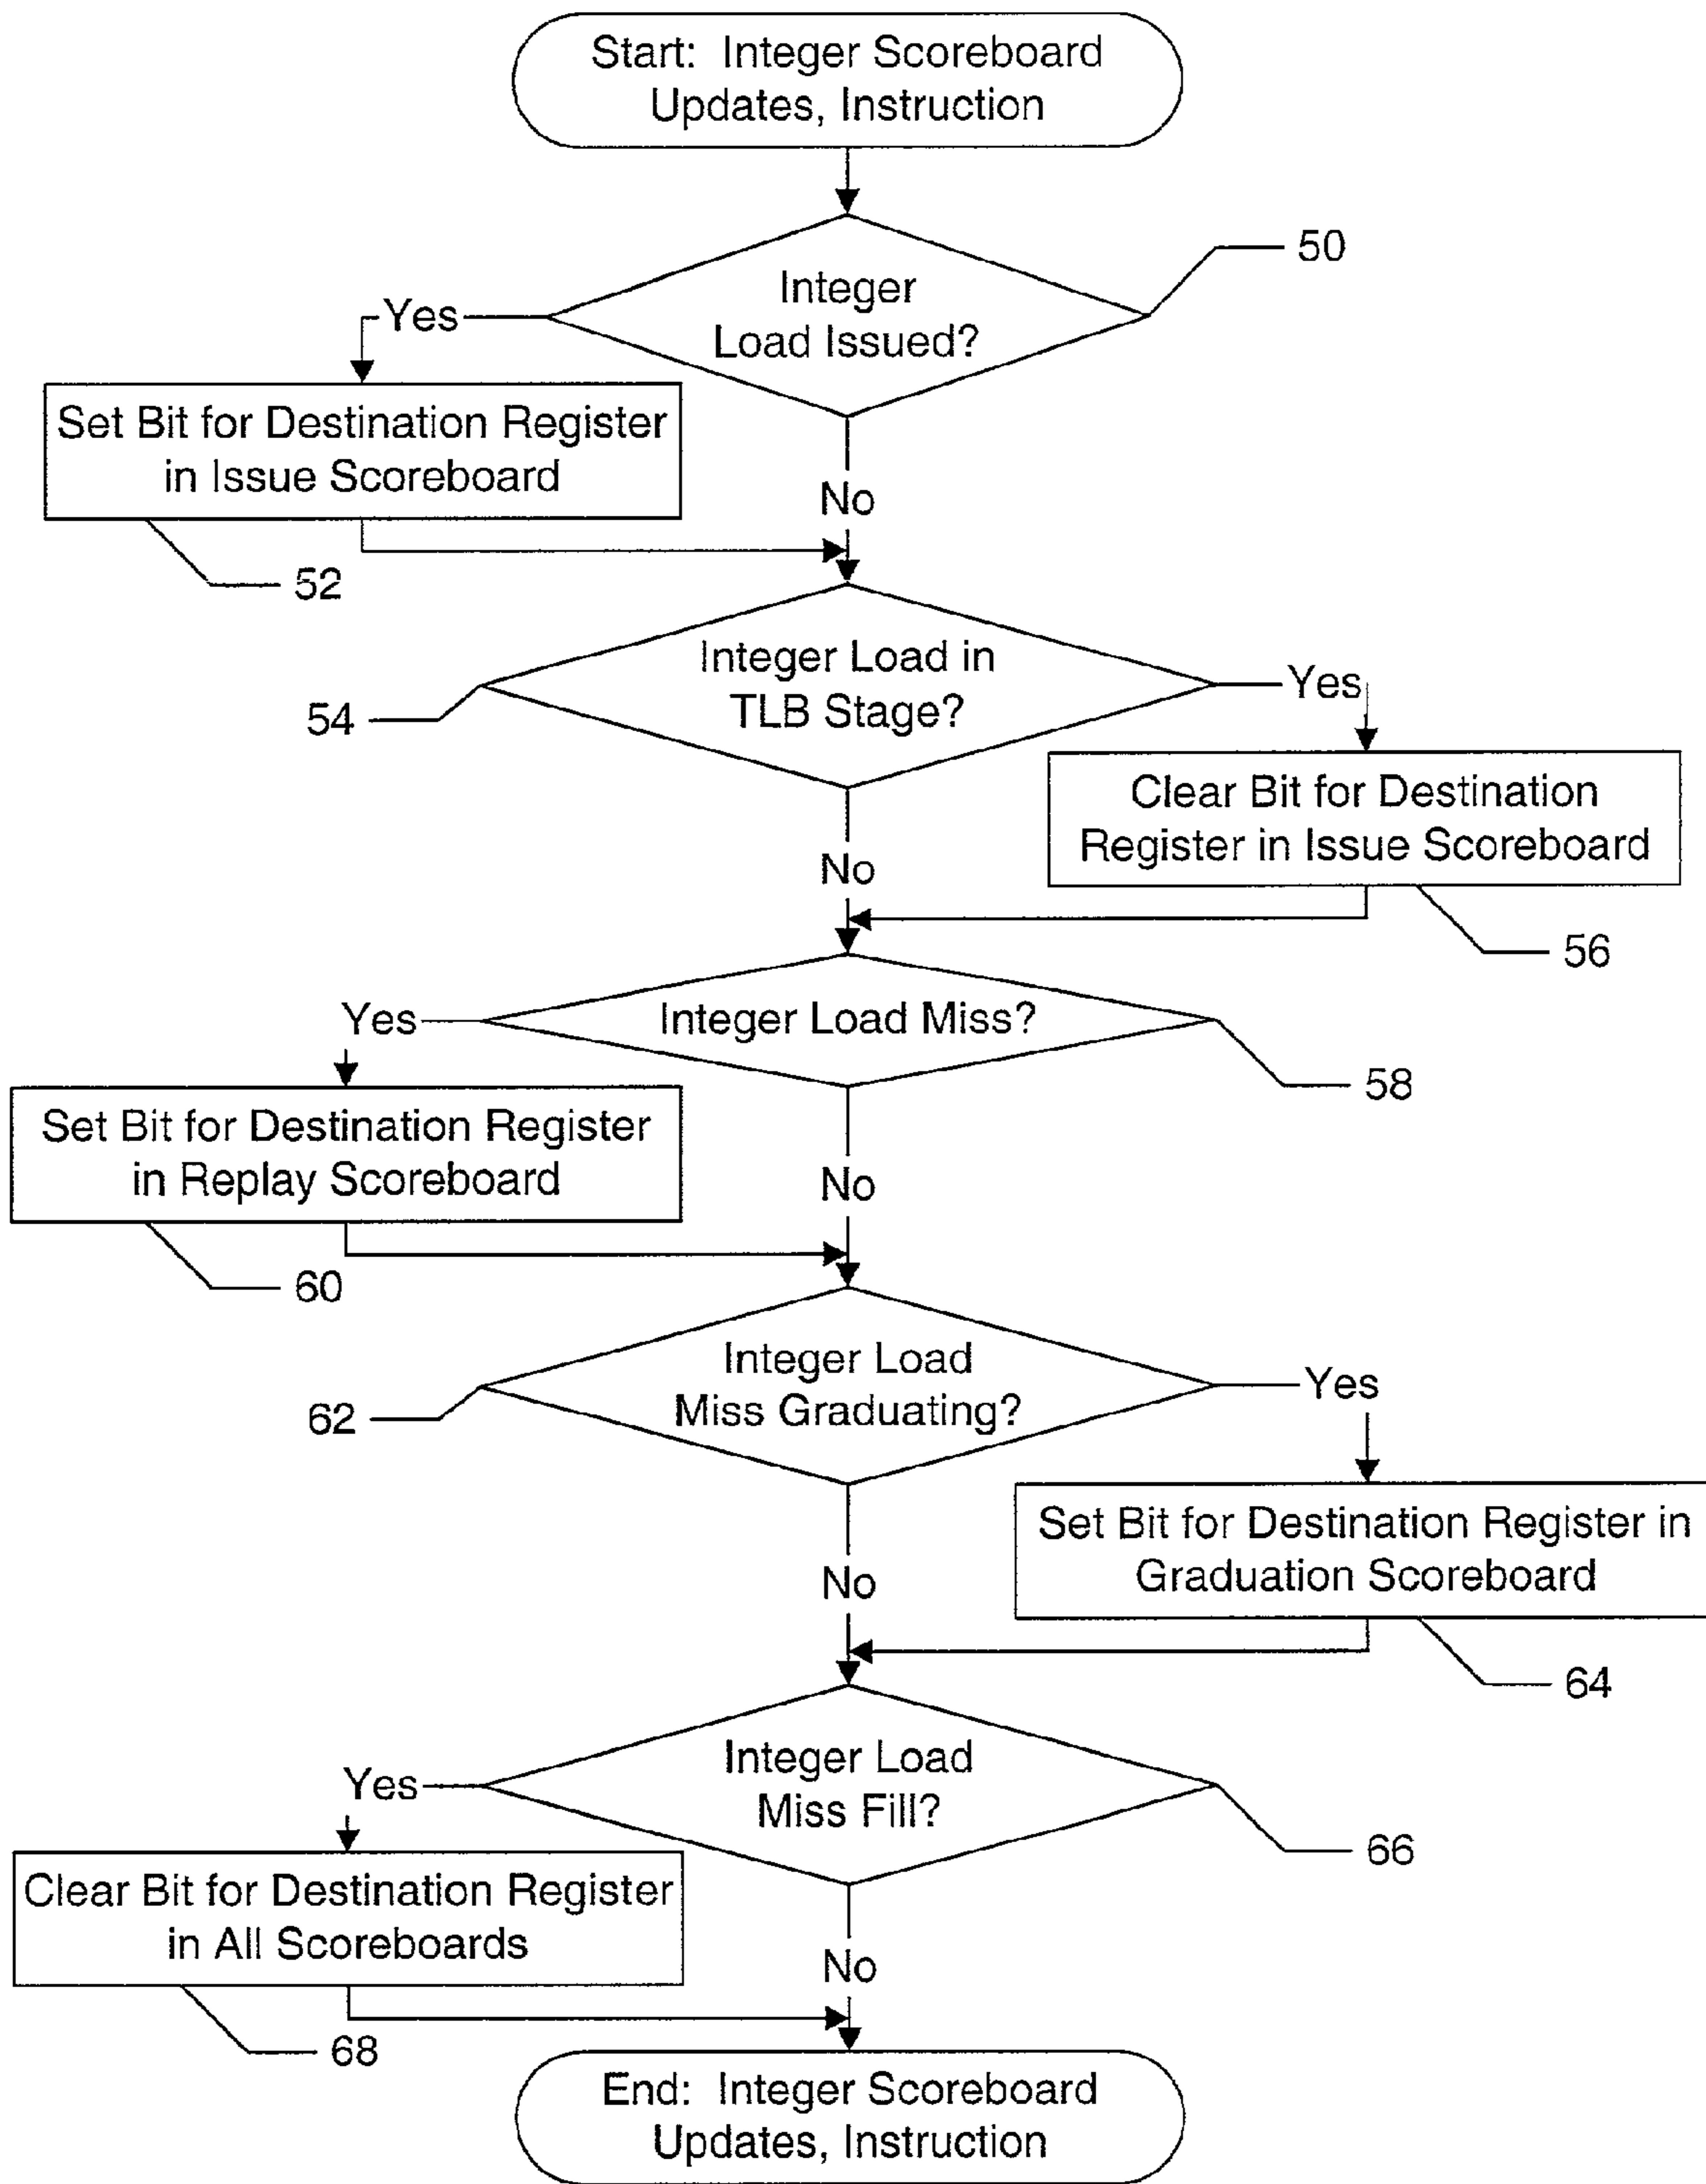 Start: Integer Scoreboard
Updates, Instruction
50
Integer
Load Issued?
Yes
Set Bit for Destination Register
in Issue Scoreboard
No
52
Integer Load in
TLB Stage?
Yes
54
Clear Bit for Destination
Register in Issue Scoreboard
No
56
Integer Load Miss?
Yes
58
Set Bit for Destination Register
in Replay Scoreboard
No
60
Integer Load
Miss Graduating?
Yes
62
Set Bit for Destination Register in
Graduation Scoreboard
No
64
Integer Load
Miss Fill?
Yes
66
Clear Bit for Destination Register
in All Scoreboards
No
68
End: Integer Scoreboard
Updates, Instruction